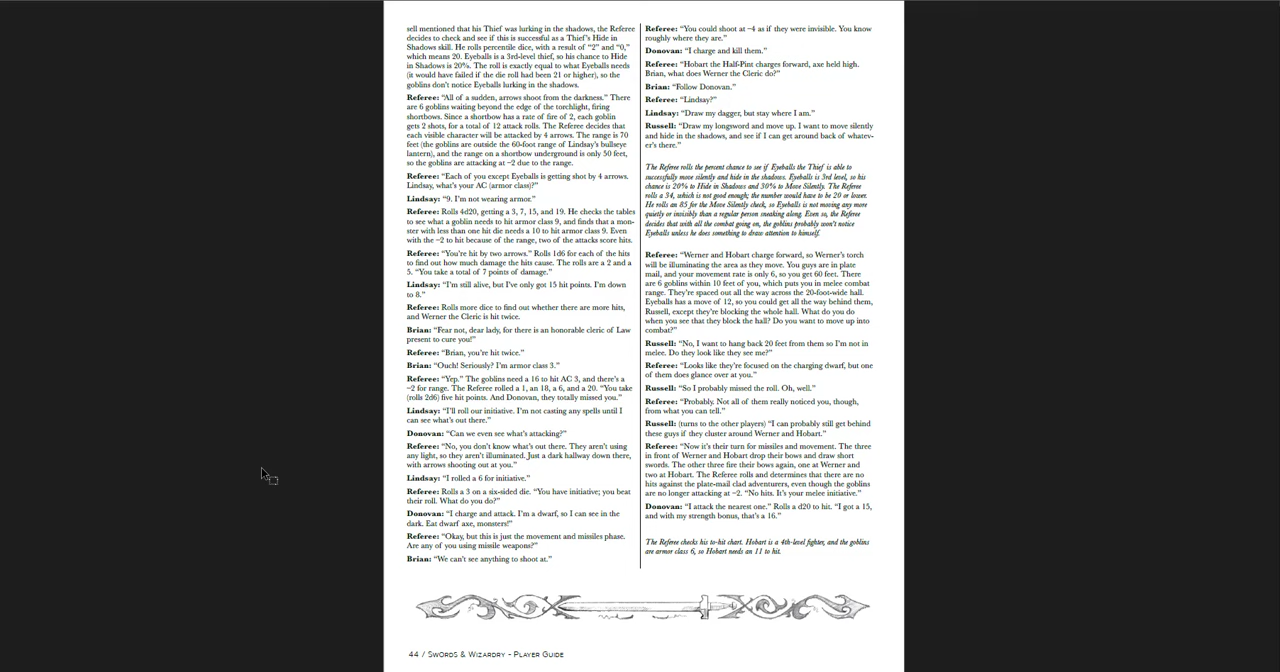 sell mentioned that his Thief was lurking in the shadows, the Referee
decides to check and see if this is successful as a Thief's Hide in
Shadows skill. He rolls percentile dice, with a result of "2" and "0,"
which means 20. Eyeballs is a 3rd-level thief, so his chance to Hide
in Shadows is 20%. The roll is exactly equal to what Eyeballs needs
(it would have failed if the die roll had been 21 or higher), so the
goblins don't notice Eyeballs lurking in the shadows.
Referee: "All of a sudden, arrows shoot from the darkness." There
are 6 goblins waiting beyond the edge of the torchlight, firing
shortbows. Since a shortbow has a rate of fire of 2, each goblin
gets 2 shots, for a total of 12 attack rolls. The Referee decides that
each visible character will be attacked by 4 arrows. The range is 70
feet (the goblins are outside the 60-foot range of Lindsay's bullseye
lantern), and the range on a shortbow underground is only 50 feet,
so the goblins are attacking at −2 due to the range.
Referee: "Each of you except Eyeballs is getting shot by 4 arrows.
Lindsay, what's your AC (armor class)?"
Lindsay: "9. I'm not wearing armor."
Referee: Rolls 4d20, getting a 3, 7, 15, and 19. He checks the tables
to see what a goblin needs to hit armor class 9, and finds that a mon-
ster with less than one hit die needs a 10 to hit armor class 9. Even
with the −2 to hit because of the range, two of the attacks score hits.
Referee: "You're hit by two arrows." Rolls 1d6 for each of the hits
to find out how much damage the hits cause. The rolls are a 2 and a
5. "You take a total of 7 points of damage."
Lindsay: "I'm still alive, but I've only got 15 hit points. I'm down
to 8."
Referee: Rolls more dice to find out whether there are more hits,
and Werner the Cleric is hit twice.
Brian: "Fear not, dear lady, for there is an honorable cleric of Law
present to cure you!"
Referee: "Brian, you're hit twice."
Brian: "Ouch! Seriously? I'm armor class 3."
Referee: "Yep." The goblins need a 16 to hit AC 3, and there's a
−2 for range. The Referee rolled a 1, an 18, a 6, and a 20. "You take
(rolls 2d6) five hit points. And Donovan, they totally missed you."
Lindsay: "I'll roll our initiative. I'm not casting any spells until I
can see what's out there."
Donovan: "Can we even see what's attacking?"
Referee: "No, you don't know what's out there. They aren't using
any light, so they aren't illuminated. Just a dark hallway down there,
with arrows shooting out at you."
Lindsay: "I rolled a 6 for initiative."
Referee: Rolls a 3 on a six-sided die. "You have initiative; you beat
their roll. What do you do?"
Donovan: "I charge and attack. I'm a dwarf, so I can see in the
dark. Eat dwarf axe, monsters!"
Referee: "Okay, but this is just the movement and missiles phase.
Are any of you using missile weapons?"
Brian: "We can't see anything to shoot at."
Referee: "You could shoot at −4 as if they were invisible. You know
roughly where they are."
Donovan: "I charge and kill them."
Referee: "Hobart the Half-Pint charges forward, axe held high.
Brian, what does Werner the Cleric do?"
Brian: "Follow Donovan."
Referee: "Lindsay?"
Lindsay: "Draw my dagger, but stay where I am."
Russell: "Draw my longsword and move up. I want to move silently
and hide in the shadows, and see if I can get around back of whatev-
er's there."
The Referee rolls the percent chance to see if Eyeballs the Thief is able to
successfully move silently and hide in the shadows. Eyeballs is 3rd level, so his
chance is 20% to Hide in Shadows and 30% to Move Silently. The Referee
rolls a 34, which is not good enough; the number would have to be 20 or lower.
He rolls an 85 for the Move Silently check, so Eyeballs is not moving any more
quietly or invisibly than a regular person sneaking along. Even so, the Referee
decides that with all the combat going on, the goblins probably won't notice
Eyeballs unless he does something to draw attention to himself.
Referee: "Werner and Hobart charge forward, so Werner's torch
will be illuminating the area as they move. You guys are in plate
mail, and your movement rate is only 6, so you get 60 feet. There
are 6 goblins within 10 feet of you, which puts you in melee combat
range. They're spaced out all the way across the 20-foot-wide hall.
Eyeballs has a move of 12, so you could get all the way behind them,
Russell, except they're blocking the whole hall. What do you do
when you see that they block the hall? Do you want to move up into
combat?"
Russell: "No, I want to hang back 20 feet from them so I'm not in
melee. Do they look like they see me?"
Referee: "Looks like they're focused on the charging dwarf, but one
of them does glance over at you."
Russell: "So I probably missed the roll. Oh, well."
Referee: "Probably. Not all of them really noticed you, though,
from what you can tell."
Russell: (turns to the other players) "I can probably still get behind
these guys if they cluster around Werner and Hobart."
Referee: "Now it's their turn for missiles and movement. The three
in front of Werner and Hobart drop their bows and draw short
swords. The other three fire their bows again, one at Werner and
two at Hobart. The Referee rolls and determines that there are no
hits against the plate-mail clad adventurers, even though the goblins
are no longer attacking at −2. "No hits. It's your melee initiative."
Donovan: "I attack the nearest one." Rolls a d20 to hit. "I got a 15,
and with my strength bonus, that's a 16."
The Referee checks his to-hit chart. Hobart is a 4th-level fighter, and the goblins
are armor class 6, so Hobart needs an 11 to hit.
44 / Swords & Wizardry - Player Guide